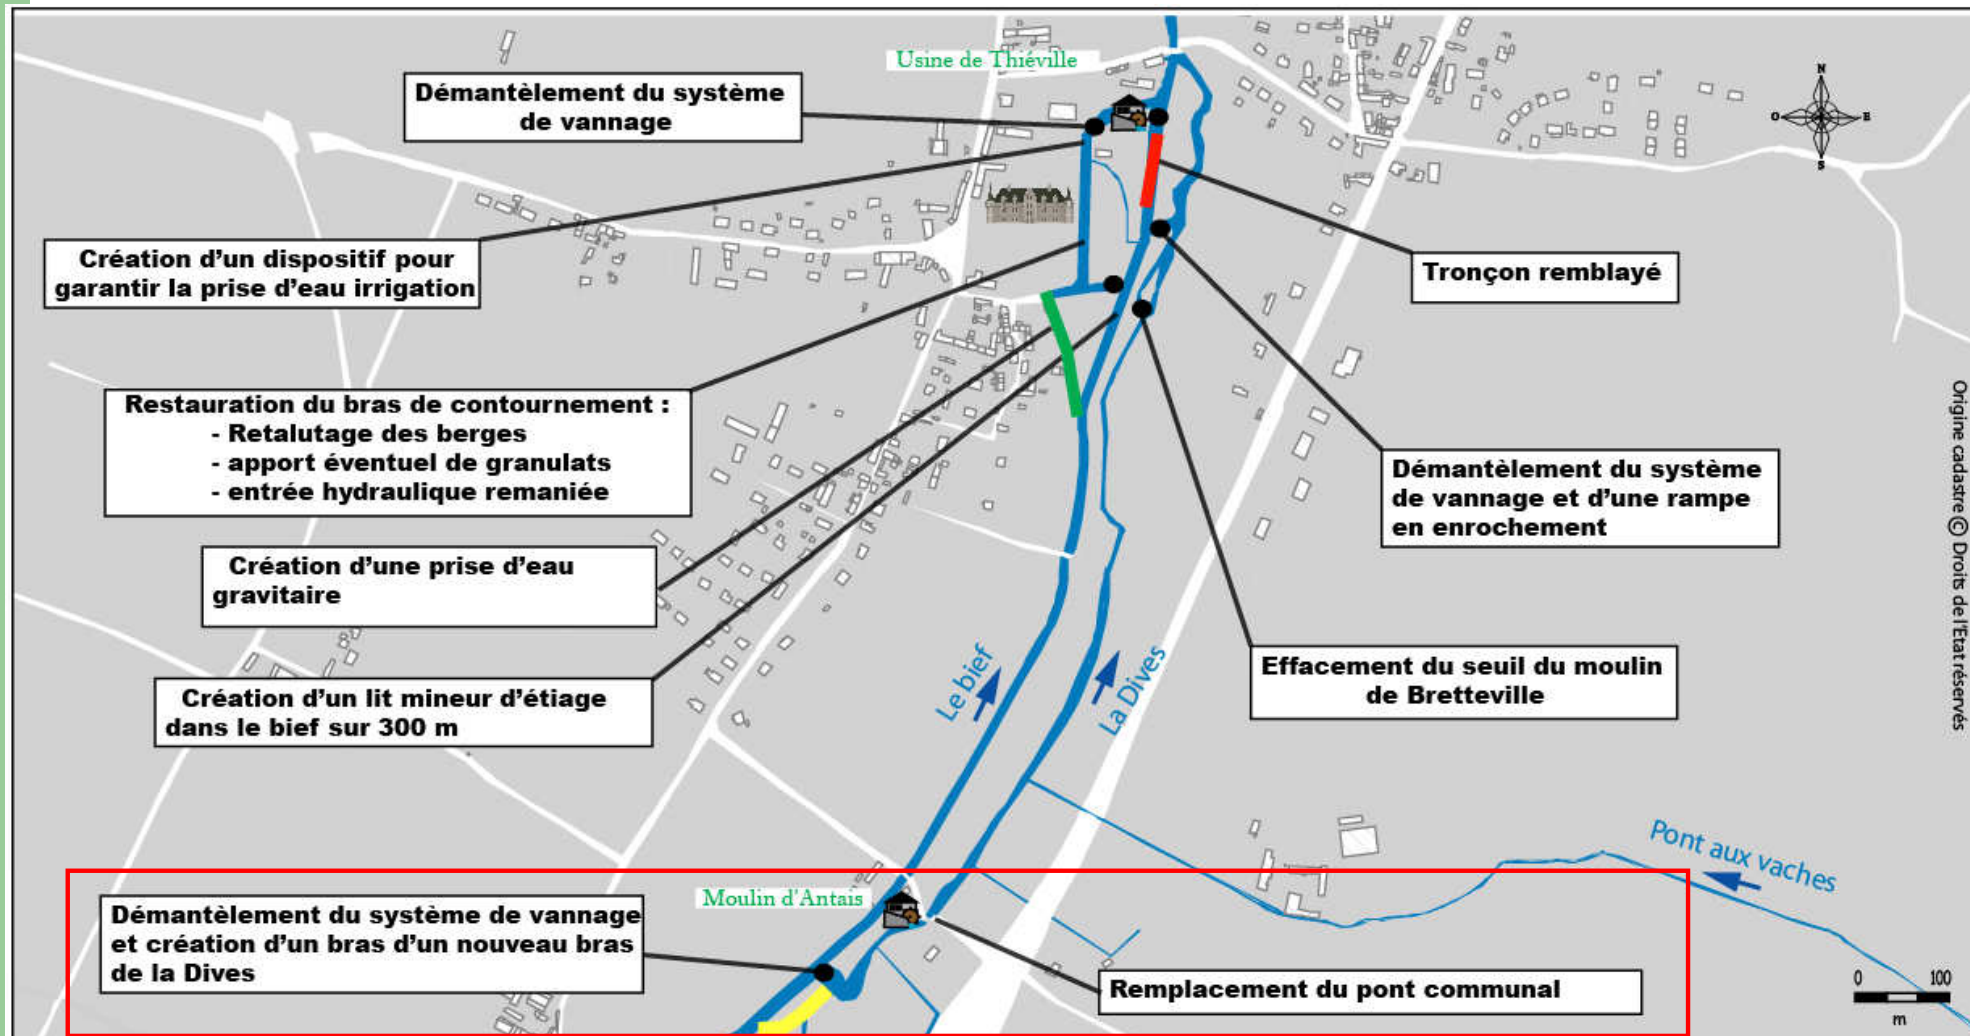 Usine de Thiéville
Démantèlement du système
de vannage
N
O
E
S
Création d'un dispositif pour
garantir la prise d'eau irrigation
Tronçon remblayé
Restauration du bras de contournement :
- Retalutage des berges
- apport éventuel de granulats
- entrée hydraulique remaniée
Démantèlement du système
de vannage et d'une rampe
en enrochement
Origine cadastre © Droits de l'Etat réservés
Création d'une prise d'eau
gravitaire
Le bief
La Dives
Effacement du seuil du moulin
de Bretteville
Création d'un lit mineur d'étiage
dans le bief sur 300 m
Pont aux vaches
Moulin d'Antais
Démantèlement du système de vannage
et création d'un bras d'un nouveau bras
de la Dives
Remplacement du pont communal
0 100
m